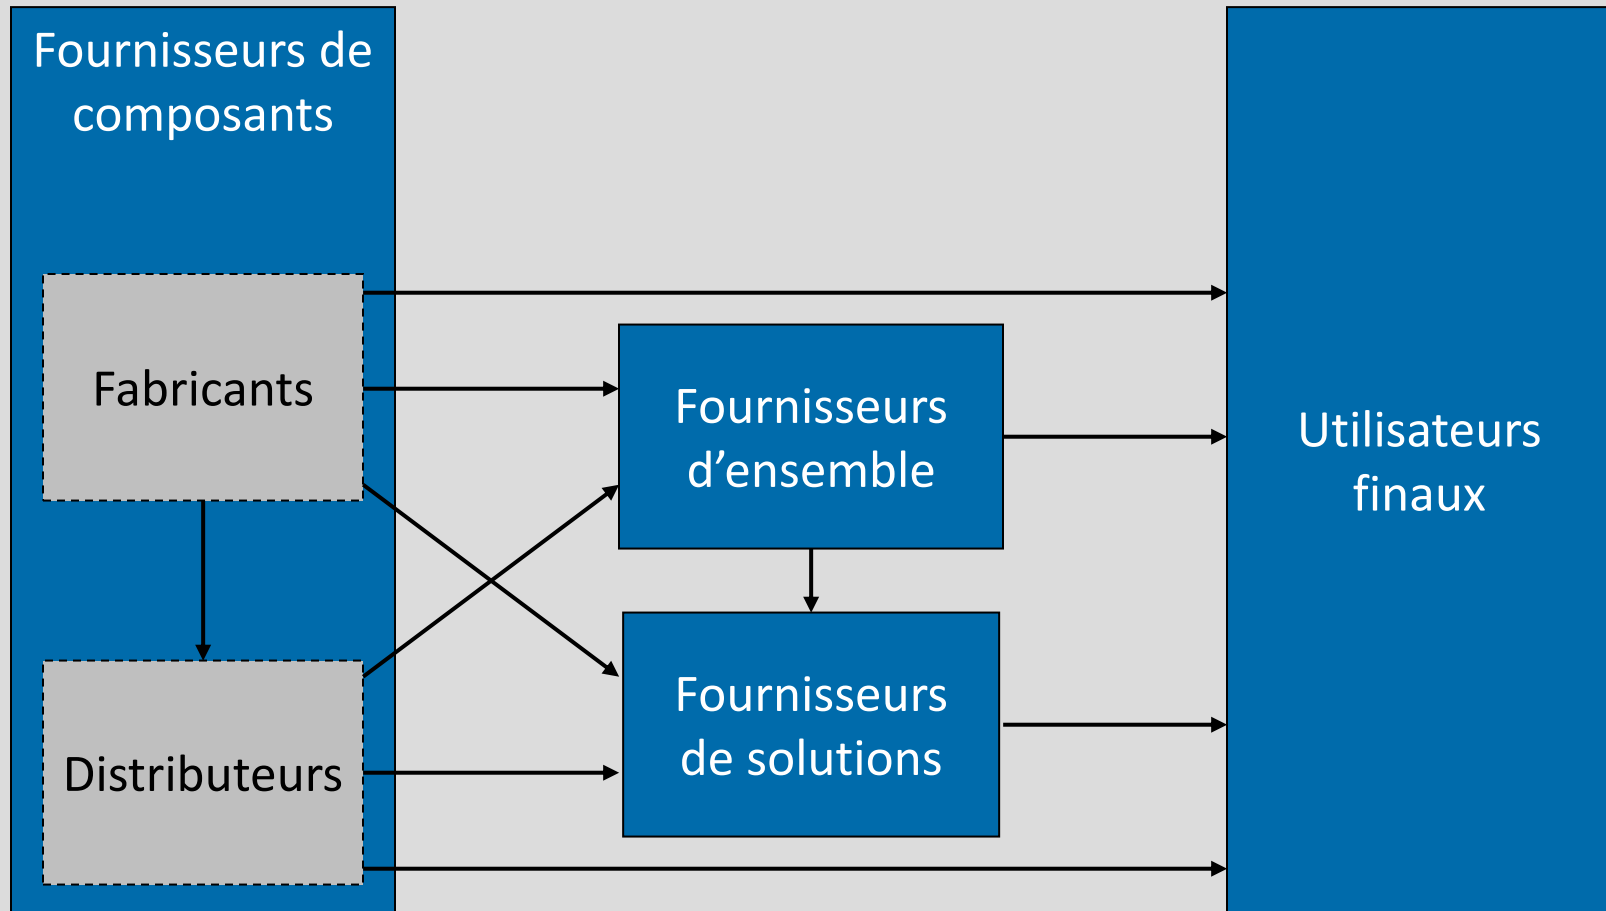 Fournisseurs de
composants
Fabricants
Distributeurs
Fournisseurs
d’ensemble
Fournisseurs
de solutions
Utilisateurs
finaux